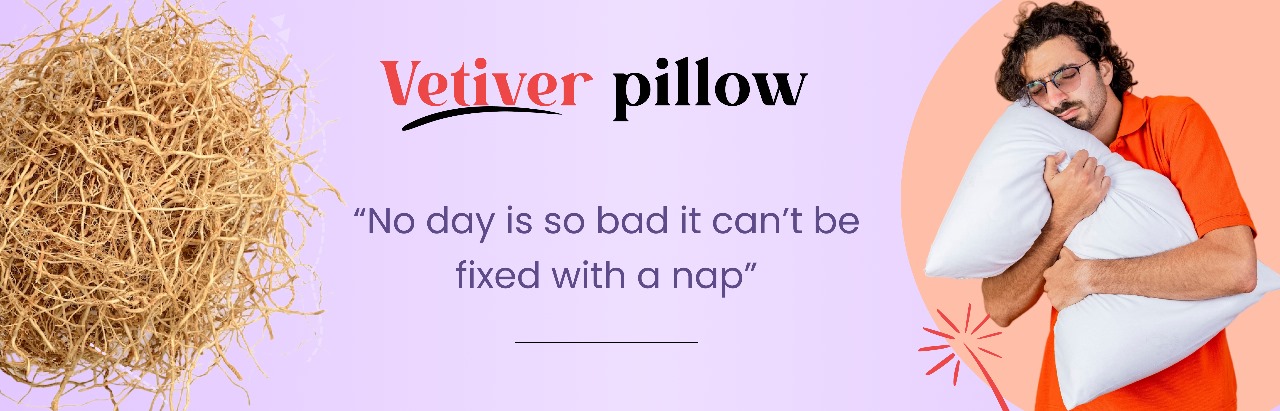 Vetiver pillow
“No day is so bad it can’t be
fixed with a nap”